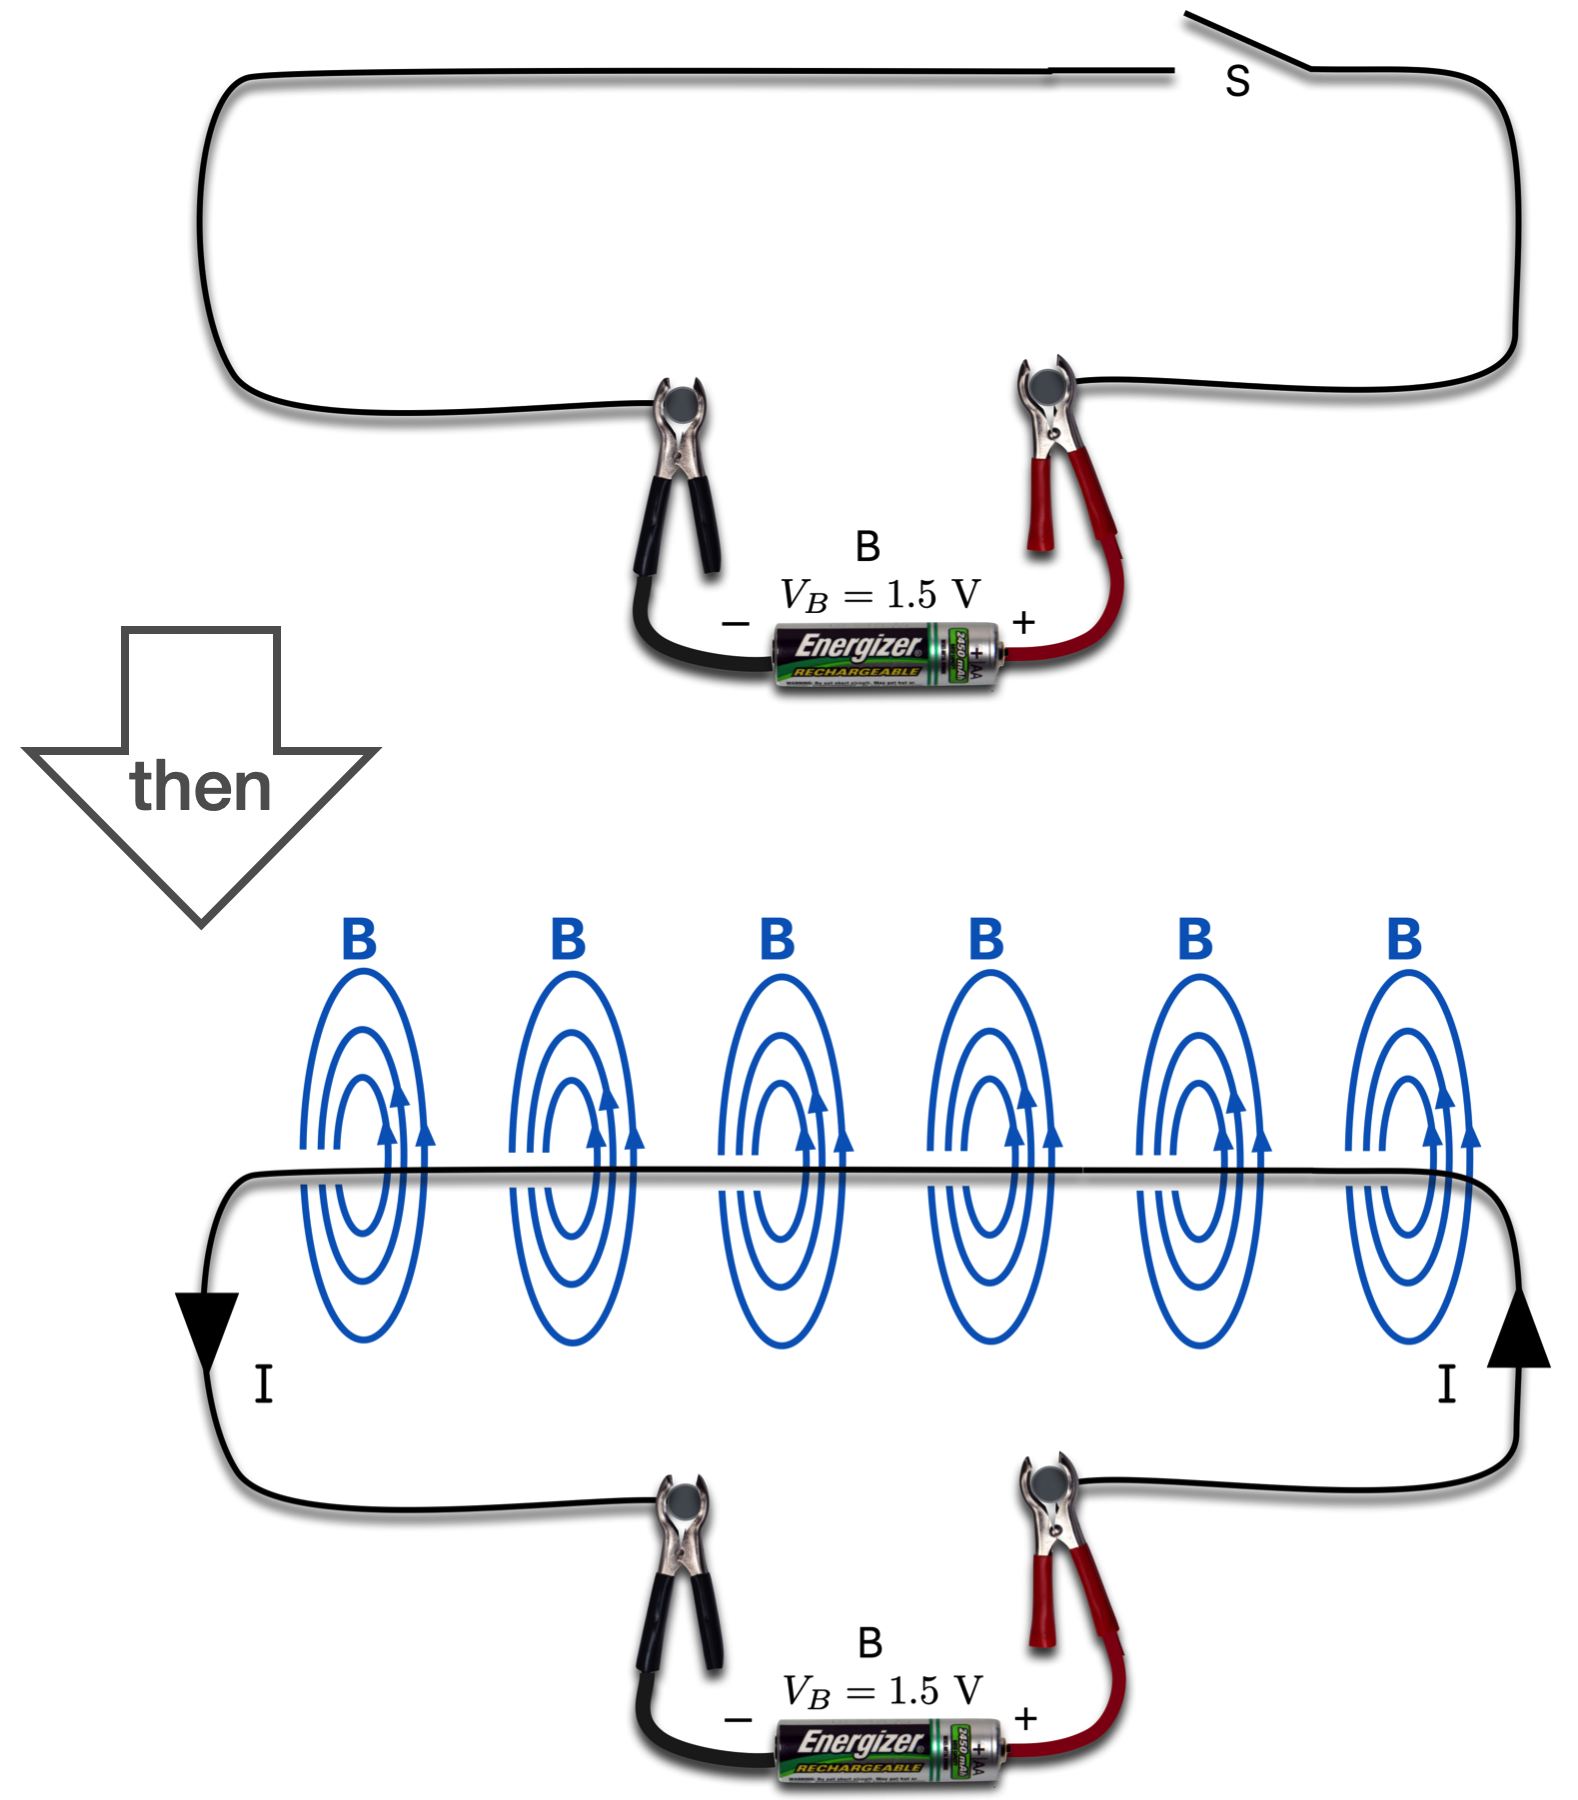 S
B
V_B = 1.5 V
− +
Energizer
RECHARGEABLE
2450 mAh
+ AA
then
B B B B B B
I I
B
V_B = 1.5 V
− +
Energizer
RECHARGEABLE
2450 mAh
+ AA